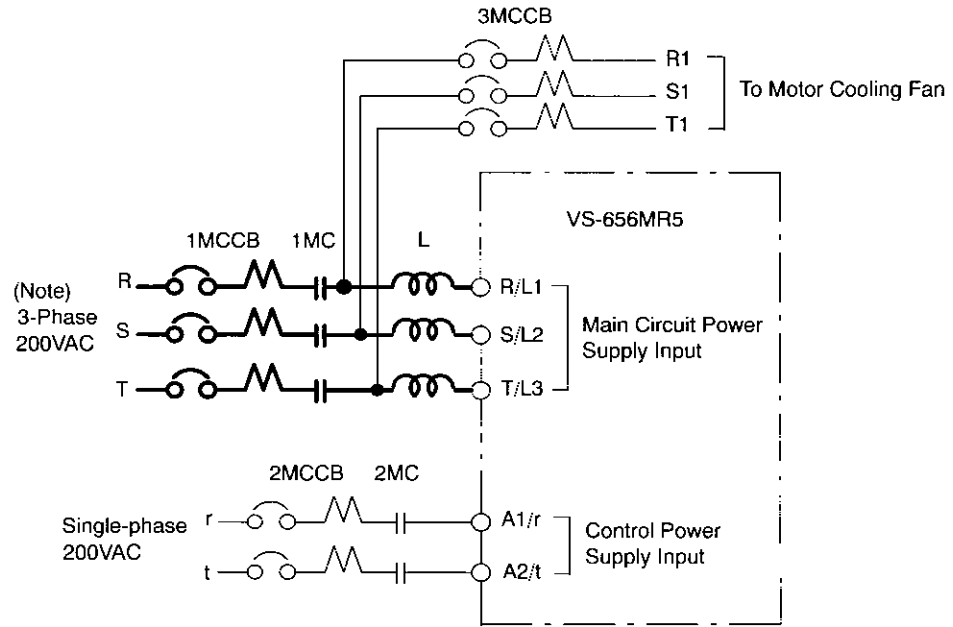 3MCCB
R1
S1
T1
To Motor Cooling Fan
VS-656MR5
1MCCB
1MC
L
(Note)
3-Phase
200VAC
R
S
T
R/L1
S/L2
T/L3
Main Circuit Power
Supply Input
2MCCB
2MC
Single-phase
200VAC
r
t
A1/r
A2/t
Control Power
Supply Input